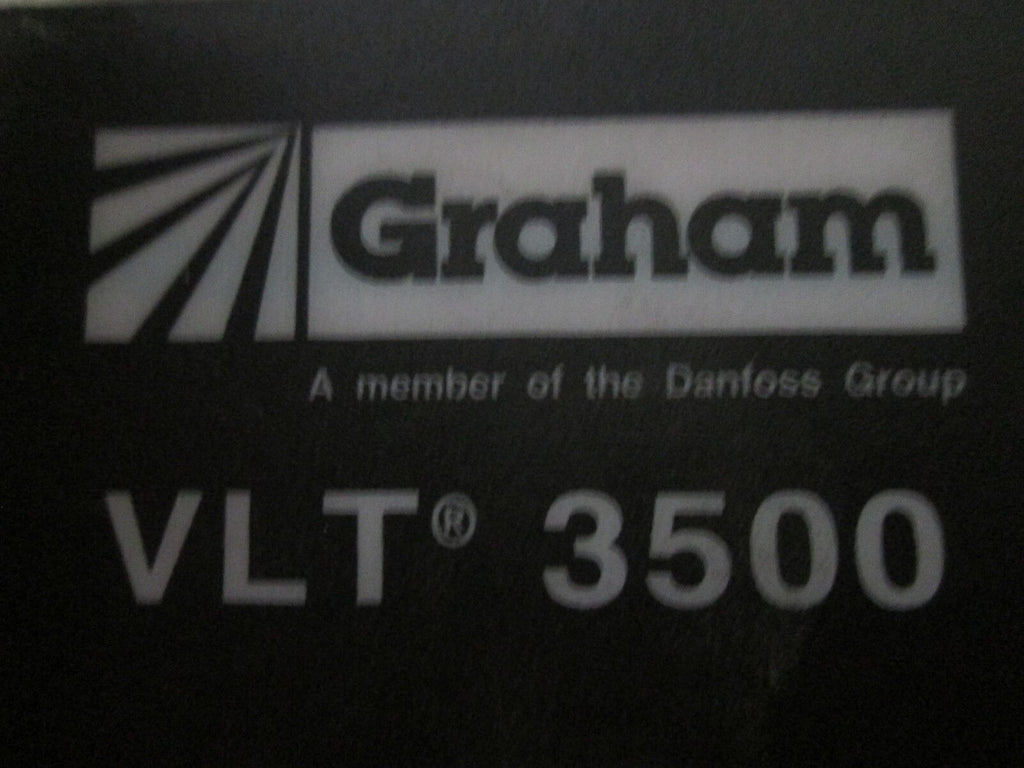 Graham
A member of the Danfoss Group
VLT® 3500